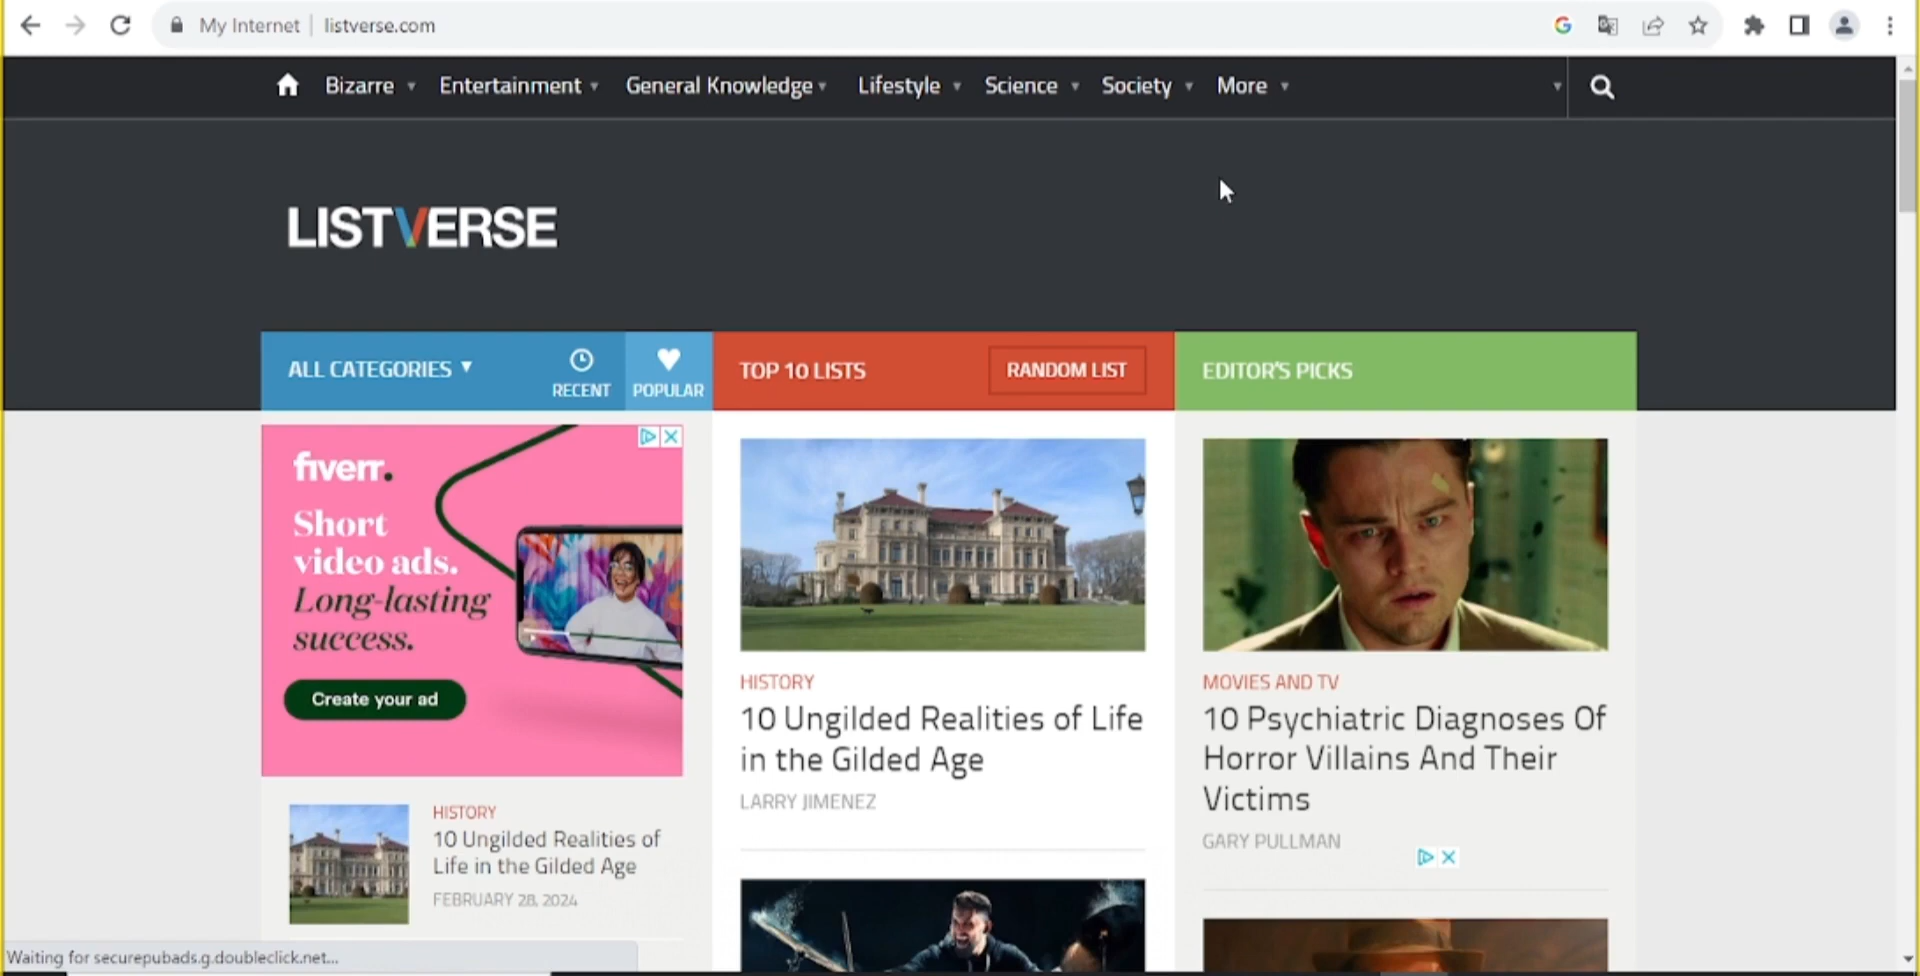 My Internet | listverse.com
Bizarre Entertainment General Knowledge Lifestyle Science Society More
LISTVERSE
ALL CATEGORIES
RECENT
POPULAR
TOP 10 LISTS
RANDOM LIST
EDITOR'S PICKS
fiverr.
Short
video ads.
Long-lasting
success.
Create your ad
HISTORY
10 Ungilded Realities of
Life in the Gilded Age
FEBRUARY 28, 2024
HISTORY
10 Ungilded Realities of Life
in the Gilded Age
LARRY JIMENEZ
MOVIES AND TV
10 Psychiatric Diagnoses Of
Horror Villains And Their
Victims
GARY PULLMAN
Waiting for securepubads.g.doubleclick.net...